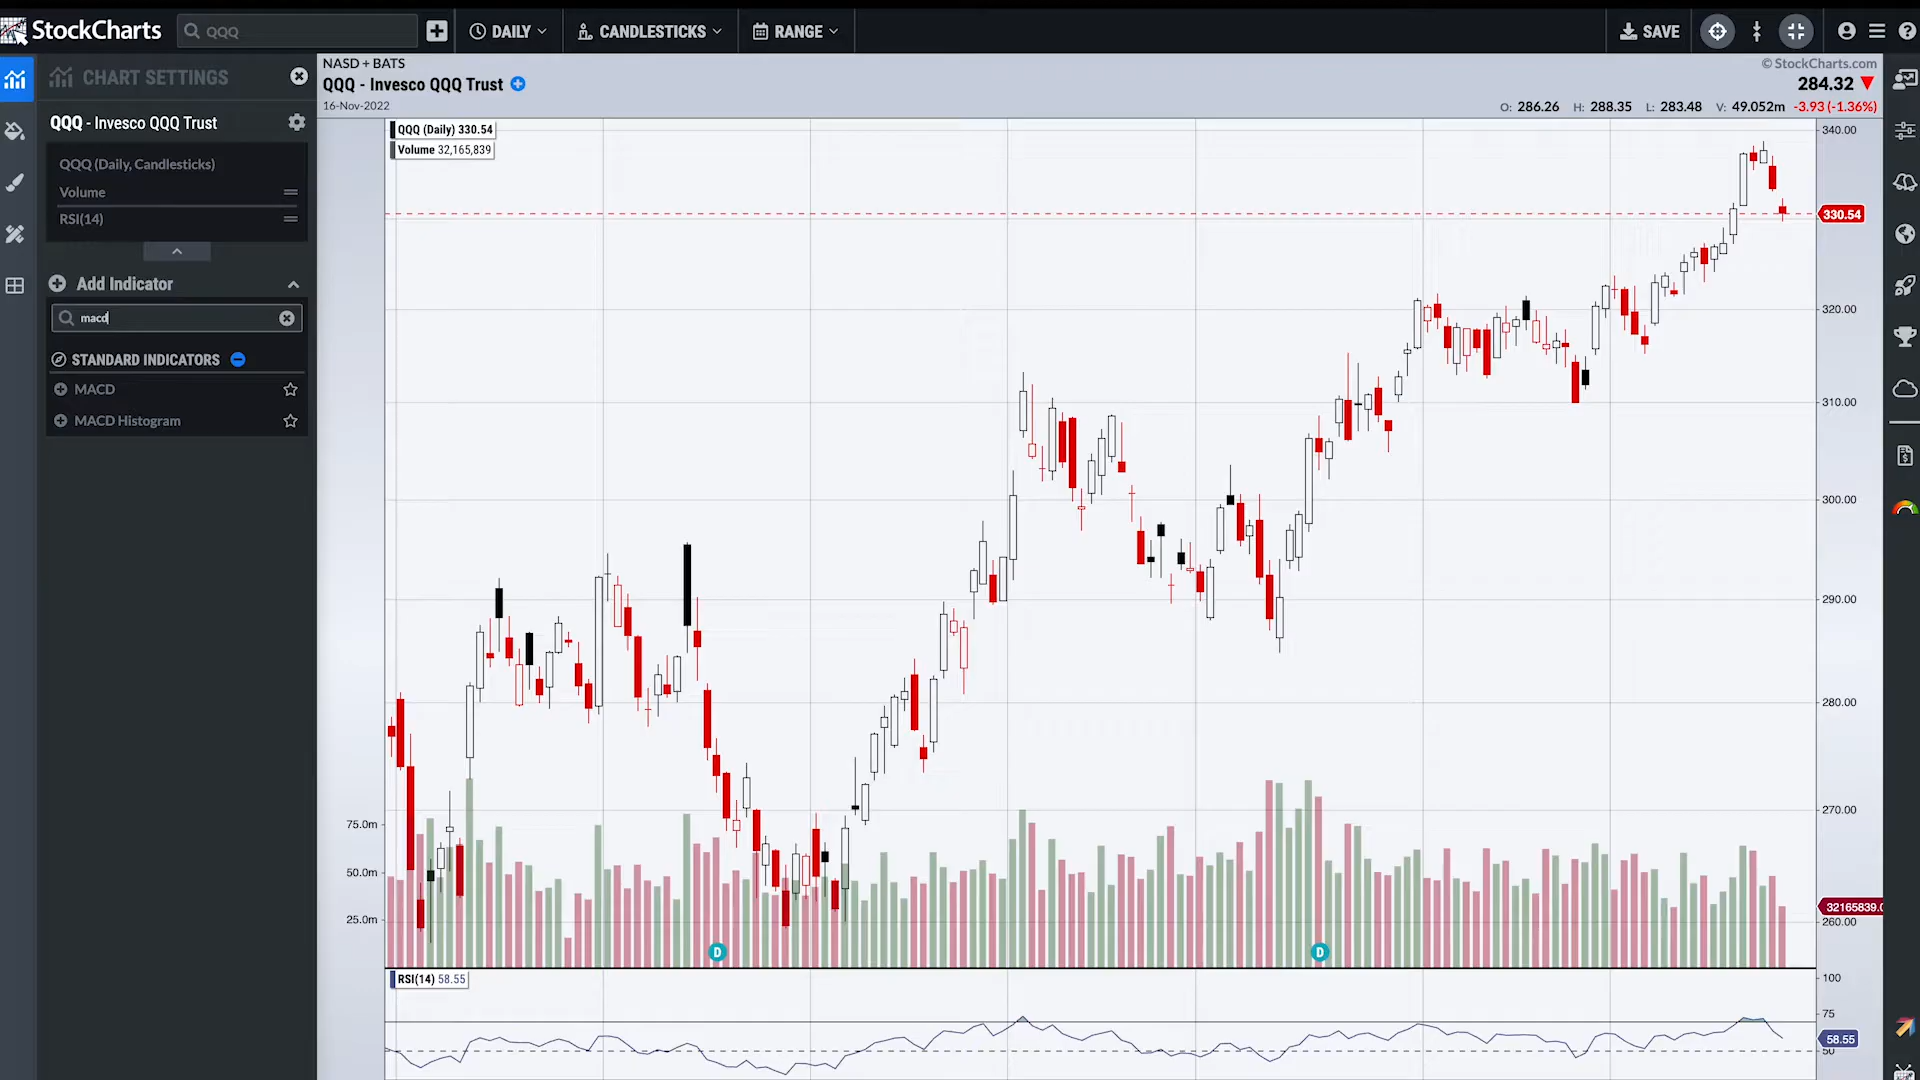 StockCharts
QQQ
DAILY
CANDLESTICKS
RANGE
SAVE
CHART SETTINGS
QQQ - Invesco QQQ Trust
QQQ (Daily, Candlesticks)
Volume
RSI(14)
Add Indicator
macd
STANDARD INDICATORS
MACD
MACD Histogram
NASD + BATS
© StockCharts.com
QQQ - Invesco QQQ Trust
284.32
16-Nov-2022
O: 286.26 H: 288.35 L: 283.48 V: 49.052m -3.93 (-1.36%)
QQQ (Daily) 330.54
Volume 32,165,839
340.00
330.54
320.00
310.00
300.00
290.00
280.00
270.00
75.0m
50.0m
25.0m
32165839.0
260.00
D
D
RSI(14) 58.55
100
75
58.55
50